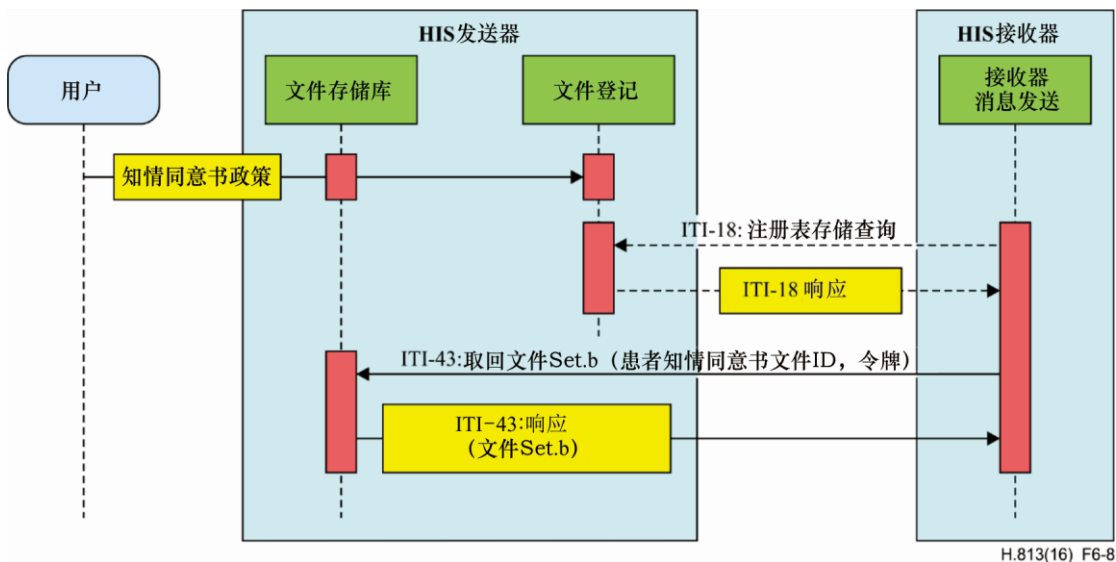 HIS发送器
HIS接收器
用户
文件存储库
文件登记
接收器
消息发送
知情同意书政策
ITI-18: 注册表存储查询
ITI-18 响应
ITI-43:取回文件Set.b（患者知情同意书文件ID，令牌）
ITI-43:响应
（文件Set.b）
H.813(16)_F6-8